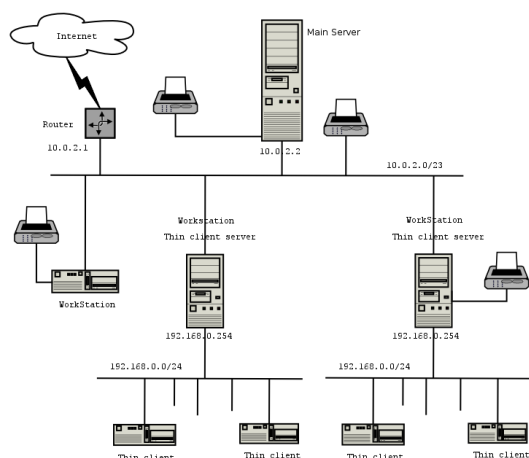 Internet
Main Server
Router
10.0.2.1
10.0.2.2
10.0.2.0/23
Workstation
Thin client server
WorkStation
Thin client server
WorkStation
192.168.0.254
192.168.0.254
192.168.0.0/24
192.168.0.0/24
Thin client
Thin client
Thin client
Thin client